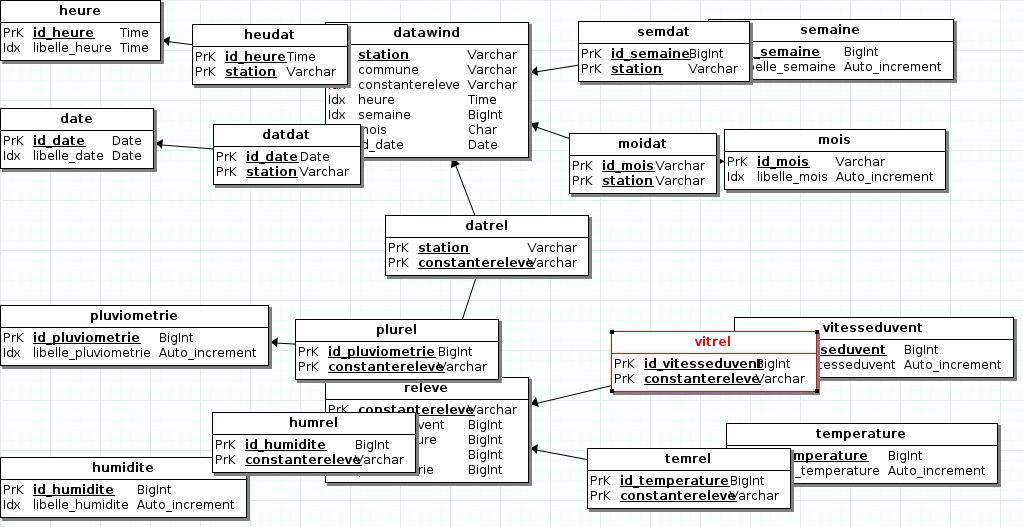 heure
PrK id_heure Time
Idx libelle_heure Time
heudat
PrK id_heure Time
PrK station Varchar
datawind
station Varchar
commune Varchar
constantereleve Varchar
Idx heure Time
Idx semaine BigInt
mois Char
id_date Date
semdat
PrK id_semaine BigInt
PrK station Varchar
semaine
_semaine BigInt
belle_semaine Auto_increment
date
PrK id_date Date
Idx libelle_date Date
datdat
PrK id_date Date
PrK station Varchar
moidat
PrK id_mois Varchar
PrK station Varchar
mois
PrK id_mois Varchar
Idx libelle_mois Auto_increment
datrel
PrK station Varchar
PrK constantereleve Varchar
pluviometrie
PrK id_pluviometrie BigInt
Idx libelle_pluviometrie Auto_increment
plurel
PrK id_pluviometrie BigInt
PrK constantereleve Varchar
vitrel
PrK id_vitesseduvent BigInt
PrK constantereleve Varchar
vitesseduvent
seduvent BigInt
tesseduvent Auto_increment
releve
PrK constantereleve Varchar
vent BigInt
ure BigInt
BigInt
rie BigInt
humrel
PrK id_humidite BigInt
PrK constantereleve Varchar
humidite
PrK id_humidite BigInt
Idx libelle_humidite Auto_increment
temrel
PrK id_temperature BigInt
PrK constantereleve Varchar
temperature
mperature BigInt
_temperature Auto_increment